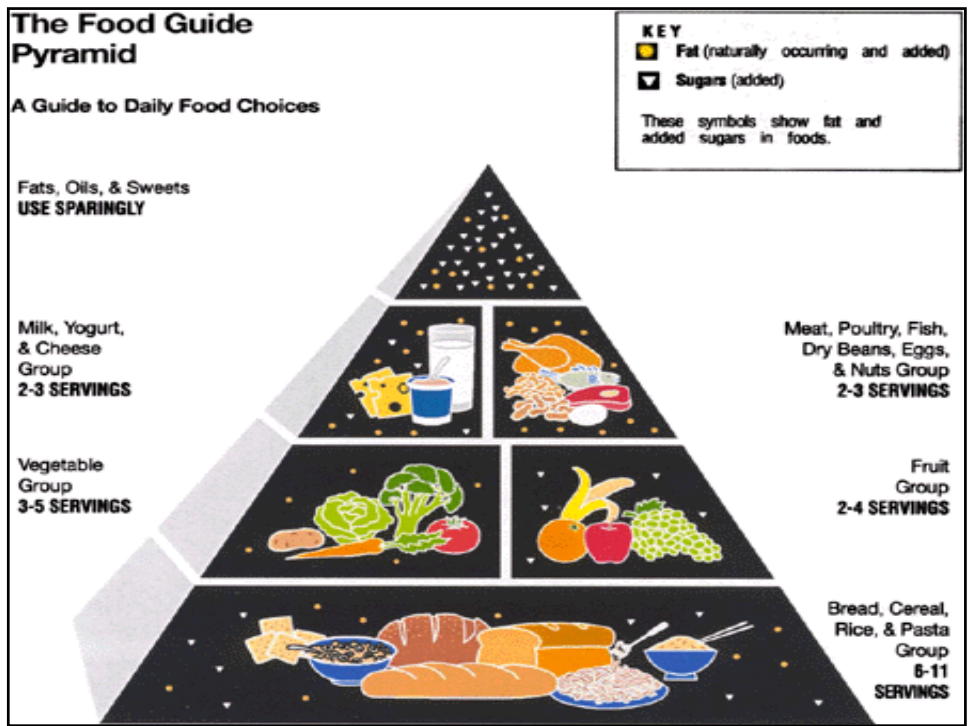 The Food Guide
Pyramid
A Guide to Daily Food Choices
KEY
Fat (naturally occurring and added)
Sugars (added)
These symbols show fat and
added sugars in foods.
Fats, Oils, & Sweets
USE SPARINGLY
Milk, Yogurt,
& Cheese
Group
2-3 SERVINGS
Meat, Poultry, Fish,
Dry Beans, Eggs,
& Nuts Group
2-3 SERVINGS
Vegetable
Group
3-5 SERVINGS
Fruit
Group
2-4 SERVINGS
Bread, Cereal,
Rice, & Pasta
Group
6-11
SERVINGS